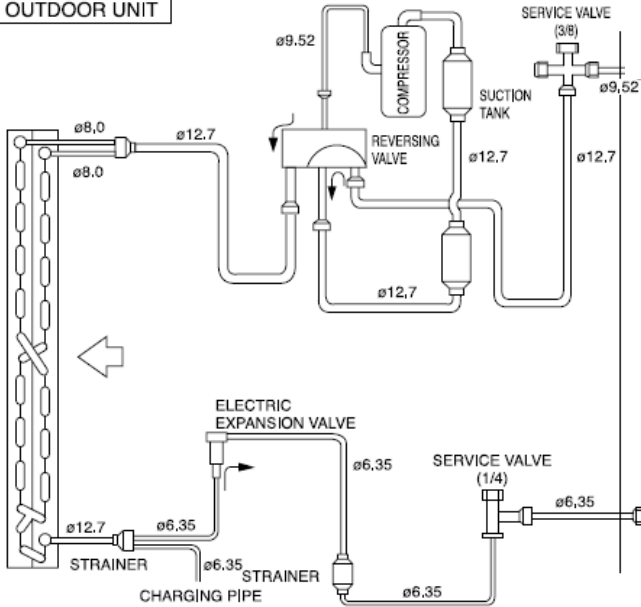 OUTDOOR UNIT
SERVICE VALVE
(3/8)
ø9.52
COMPRESSOR
SUCTION
TANK
ø9,52
ø8,0
ø12.7
REVERSING
VALVE
ø12.7
ø12.7
ø8.0
ø12,7
ELECTRIC
EXPANSION VALVE
ø6,35
SERVICE VALVE
(1/4)
ø6,35
ø12.7
ø6,35
STRAINER
ø6.35
STRAINER
CHARGING PIPE
ø6.35